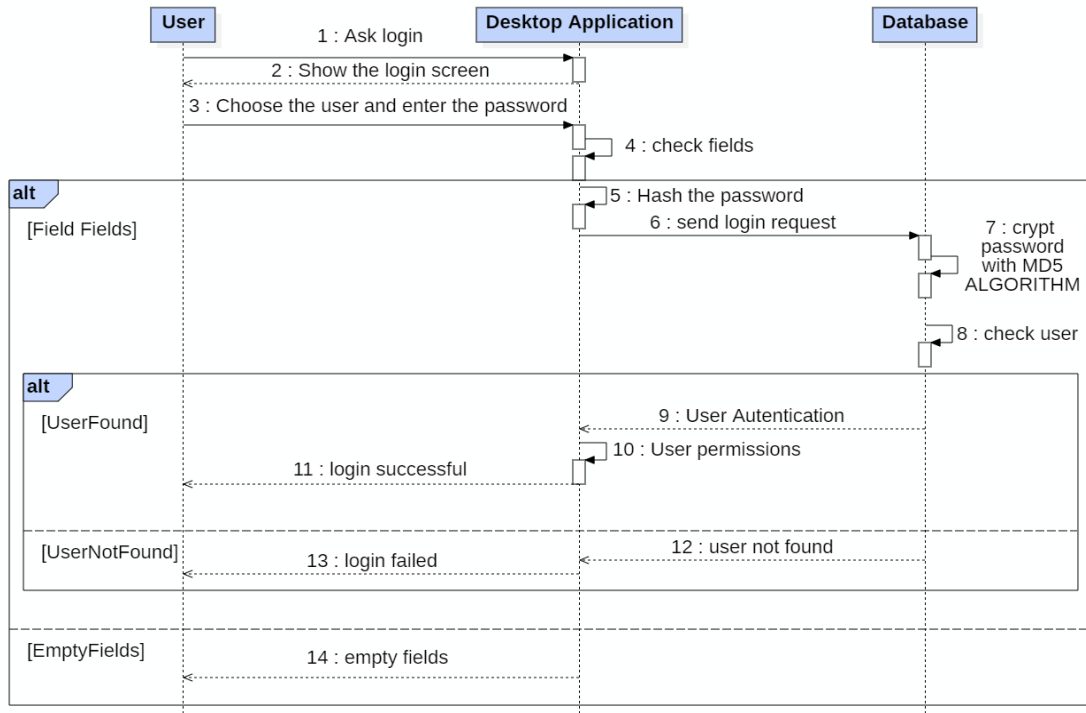 User
Desktop Application
Database
1 : Ask login
2 : Show the login screen
3 : Choose the user and enter the password
4 : check fields
alt
5 : Hash the password
[Field Fields]
6 : send login request
7 : crypt
password
with MD5
ALGORITHM
8 : check user
alt
[UserFound]
9 : User Autentication
10 : User permissions
11 : login successful
[UserNotFound]
12 : user not found
13 : login failed
[EmptyFields]
14 : empty fields